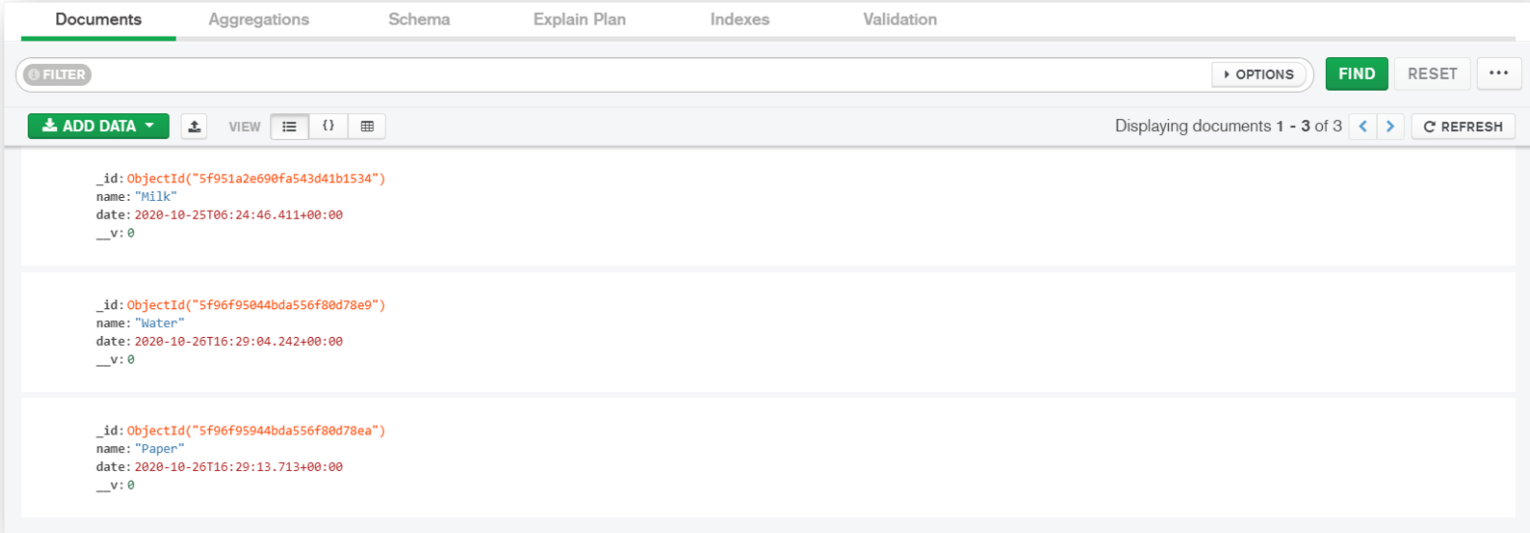 Documents Aggregations Schema Explain Plan Indexes Validation
FILTER OPTIONS FIND RESET ...
ADD DATA VIEW {} Displaying documents 1 - 3 of 3 < > REFRESH
_id: ObjectId("5f951a2e690fa543d41b1534")
name: "Milk"
date: 2020-10-25T06:24:46.411+00:00
__v: 0
_id: ObjectId("5f96f95044bda556f80d78e9")
name: "Water"
date: 2020-10-26T16:29:04.242+00:00
__v: 0
_id: ObjectId("5f96f95944bda556f80d78ea")
name: "Paper"
date: 2020-10-26T16:29:13.713+00:00
__v: 0